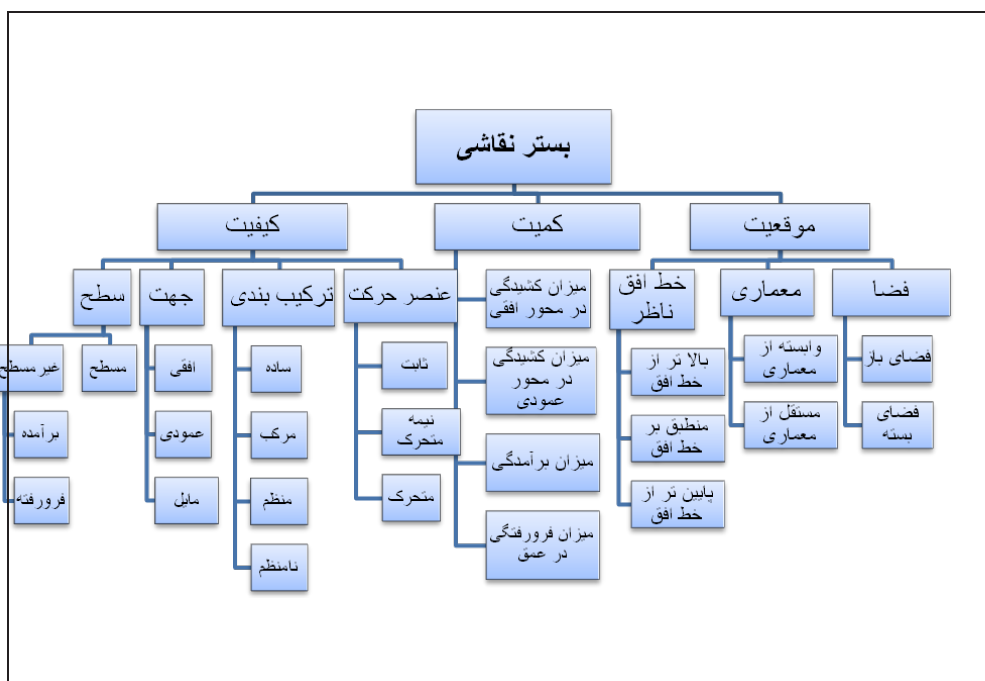 بستر نقاشی
موقعیت
کمیت
کیفیت
فضا
فضای باز
فضای
بسته
معماری
وابسته از
معماری
مستقل از
معماری
خط افق
ناظر
بالا تر از
خط افق
منطبق بر
خط افق
پایین تر از
خط افق
میزان کشیدگی
در محور افقی
میزان کشیدگی
در محور
عمودی
میزان برآمدگی
میزان فرورفتگی
در عمق
عنصر حرکت
ثابت
نیمه
متحرک
متحرک
ترکیب بندی
ساده
مرکب
منظم
نامنظم
جهت
افقی
عمودی
مایل
سطح
مسطح
غیر مسطح
برآمده
فرورفته